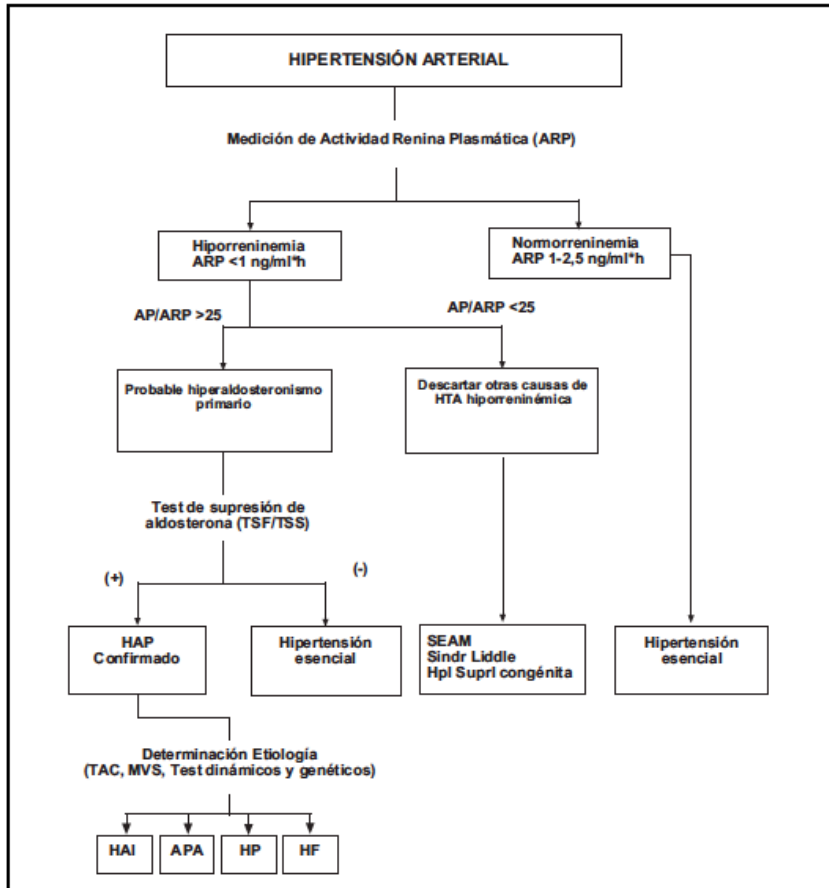 HIPERTENSIÓN ARTERIAL
Medición de Actividad Renina Plasmática (ARP)
Hiporreninemia
ARP <1 ng/ml*h
Normorreninemia
ARP 1-2,5 ng/ml*h
AP/ARP >25
AP/ARP <25
Probable hiperaldosteronismo
primario
Descartar otras causas de
HTA hiporreninémica
Test de supresión de
aldosterona (TSF/TSS)
(+)
(-)
HAP
Confirmado
Hipertensión
esencial
SEAM
Sindr Liddle
Hpl Suprl congénita
Hipertensión
esencial
Determinación Etiología
(TAC, MVS, Test dinámicos y genéticos)
HAI
APA
HP
HF